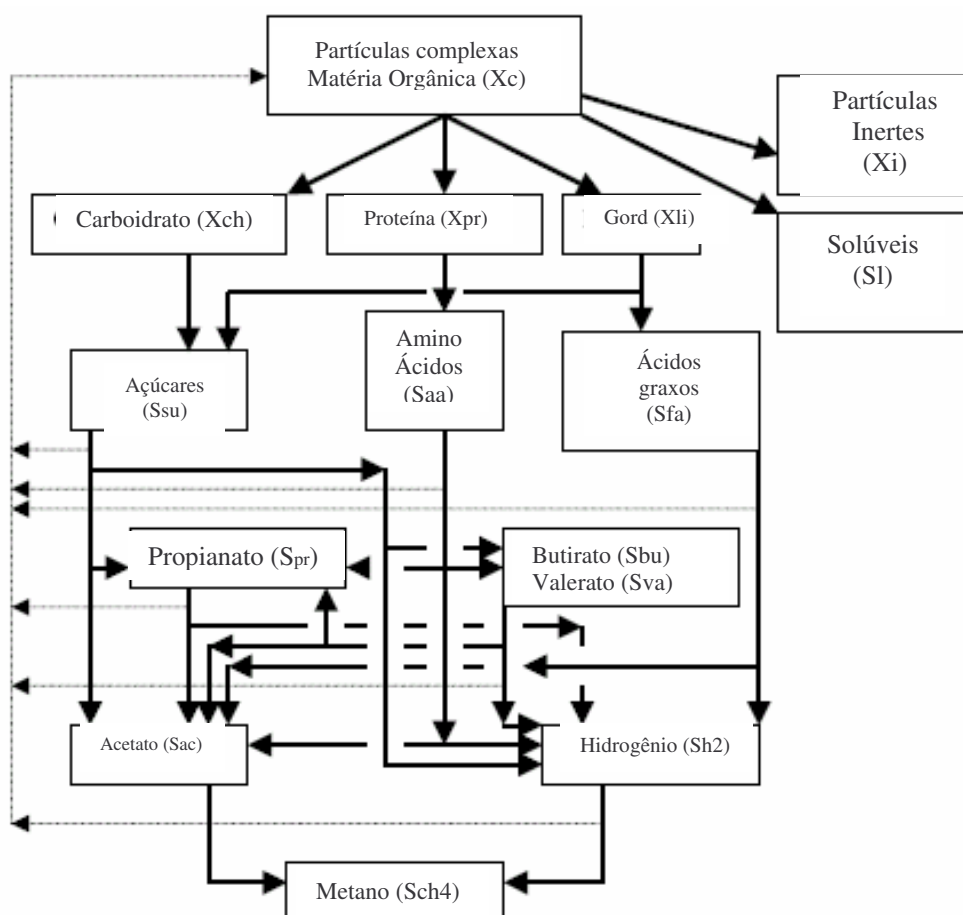 Partículas complexas
Matéria Orgânica (Xc)
Partículas
Inertes
(Xi)
Carboidrato (Xch)
Proteína (Xpr)
Gord (Xli)
Solúveis
(Sl)
Açúcares
(Ssu)
Amino
Ácidos
(Saa)
Ácidos
graxos
(Sfa)
Propianato (Spr)
Butirato (Sbu)
Valerato (Sva)
Acetato (Sac)
Hidrogênio (Sh2)
Metano (Sch4)